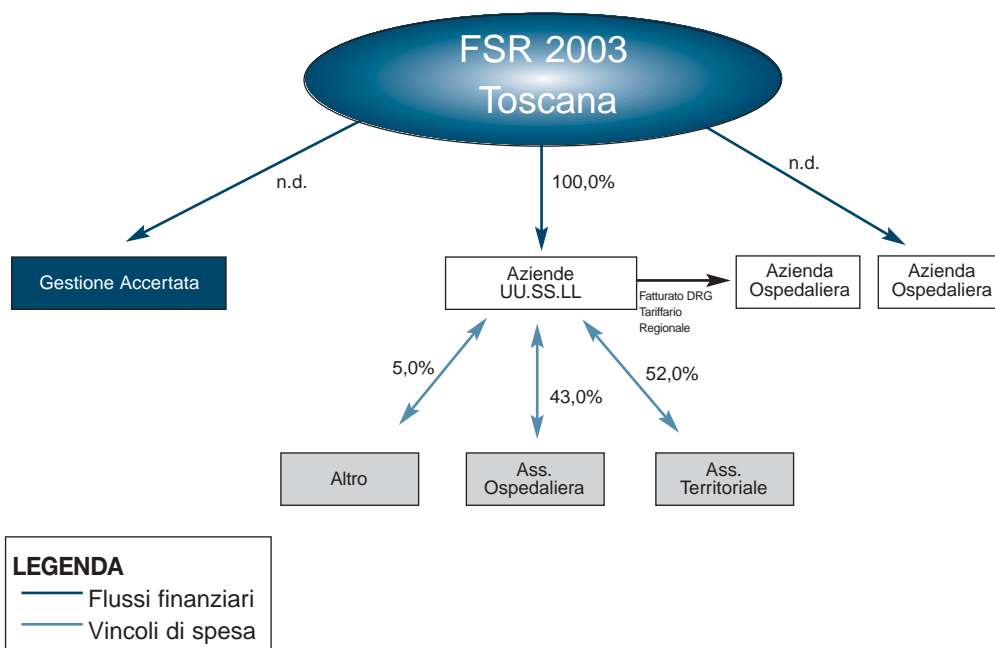 FSR 2003
Toscana
n.d.
100,0%
n.d.
Gestione Accertata
Aziende
UU.SS.LL
Fatturato DRG
Tariffario
Regionale
Azienda
Ospedaliera
Azienda
Ospedaliera
5,0%
43,0%
52,0%
Altro
Ass.
Ospedaliera
Ass.
Territoriale
LEGENDA
Flussi finanziari
Vincoli di spesa